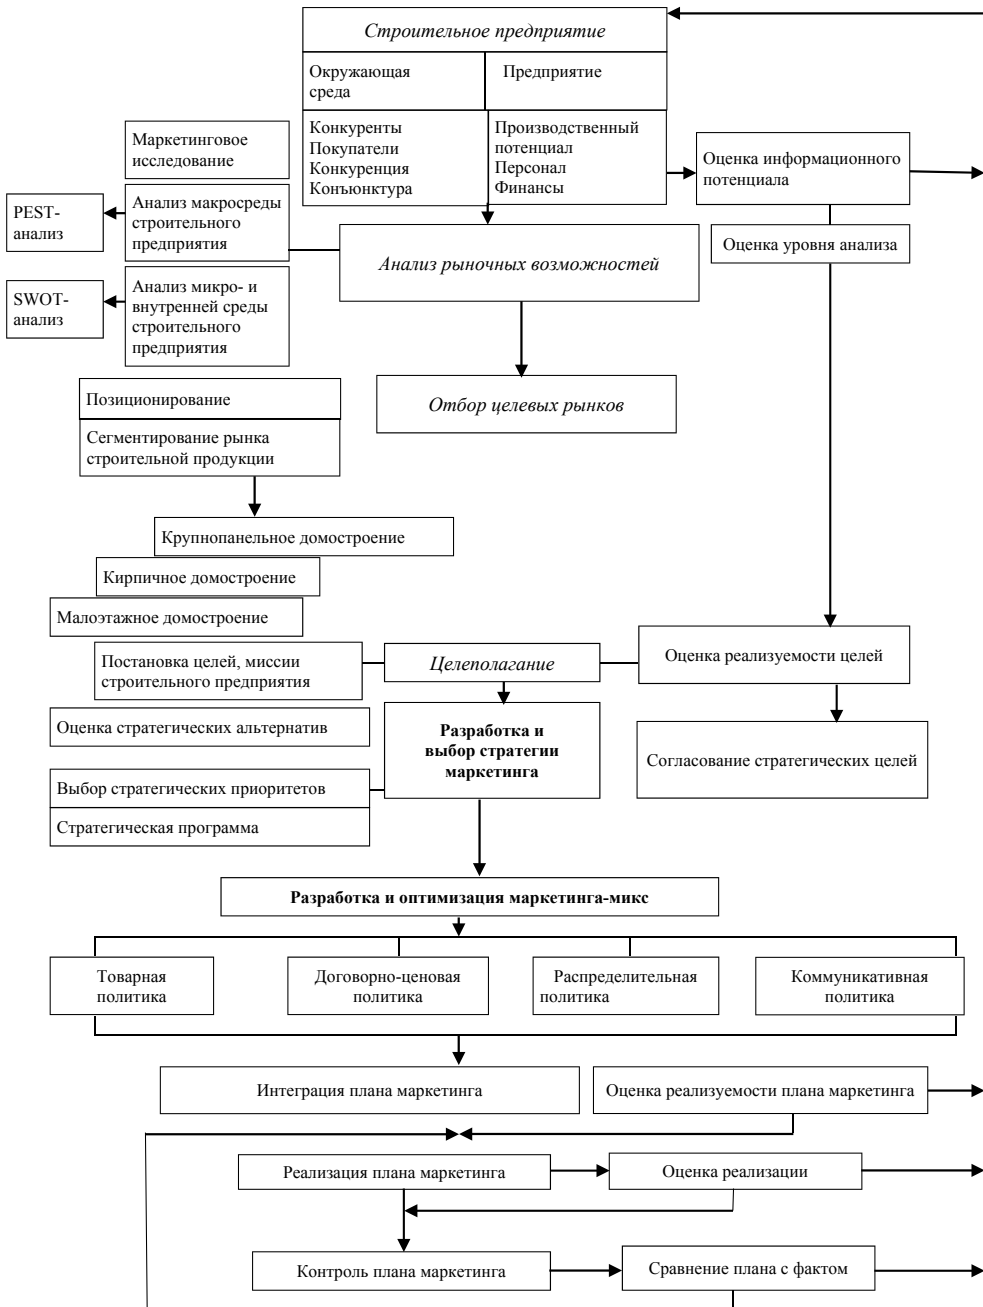 Строительное предприятие
Окружающая
среда
Предприятие
Конкуренты
Покупатели
Конкуренция
Конъюнктура
Производственный
потенциал
Персонал
Финансы
Маркетинговое
исследование
Оценка информационного
потенциала
PEST-
анализ
Анализ макросреды
строительного
предприятия
Анализ рыночных возможностей
Оценка уровня анализа
SWOT-
анализ
Анализ микро- и
внутренней среды
строительного
предприятия
Отбор целевых рынков
Позиционирование
Сегментирование рынка
строительной продукции
Крупнопанельное домостроение
Кирпичное домостроение
Малоэтажное домостроение
Постановка целей, миссии
строительного предприятия
Целеполагание
Оценка реализуемости целей
Оценка стратегических альтернатив
Разработка и
выбор стратегии
маркетинга
Согласование стратегических целей
Выбор стратегических приоритетов
Стратегическая программа
Разработка и оптимизация маркетинга-микс
Товарная
политика
Договорно-ценовая
политика
Распределительная
политика
Коммуникативная
политика
Интеграция плана маркетинга
Оценка реализуемости плана маркетинга
Реализация плана маркетинга
Оценка реализации
Контроль плана маркетинга
Сравнение плана с фактом